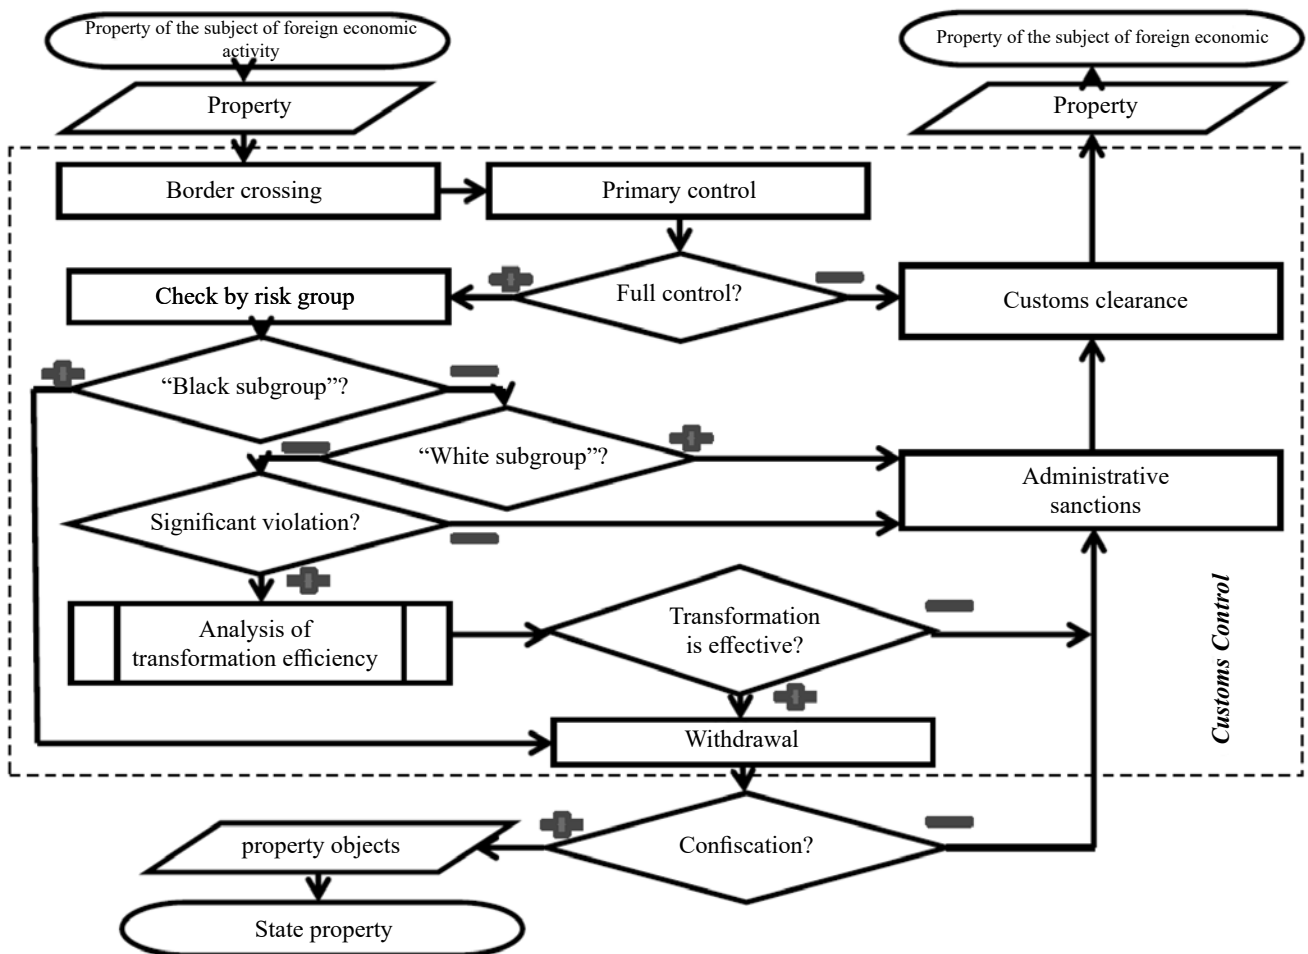 Property of the subject of foreign economic
activity
Property of the subject of foreign economic
Property
Property
Border crossing
Primary control
Check by risk group
Full control?
Customs clearance
“Black subgroup”?
“White subgroup”?
Administrative
sanctions
Significant violation?
Analysis of
transformation efficiency
Transformation
is effective?
Customs Control
Withdrawal
property objects
Confiscation?
State property